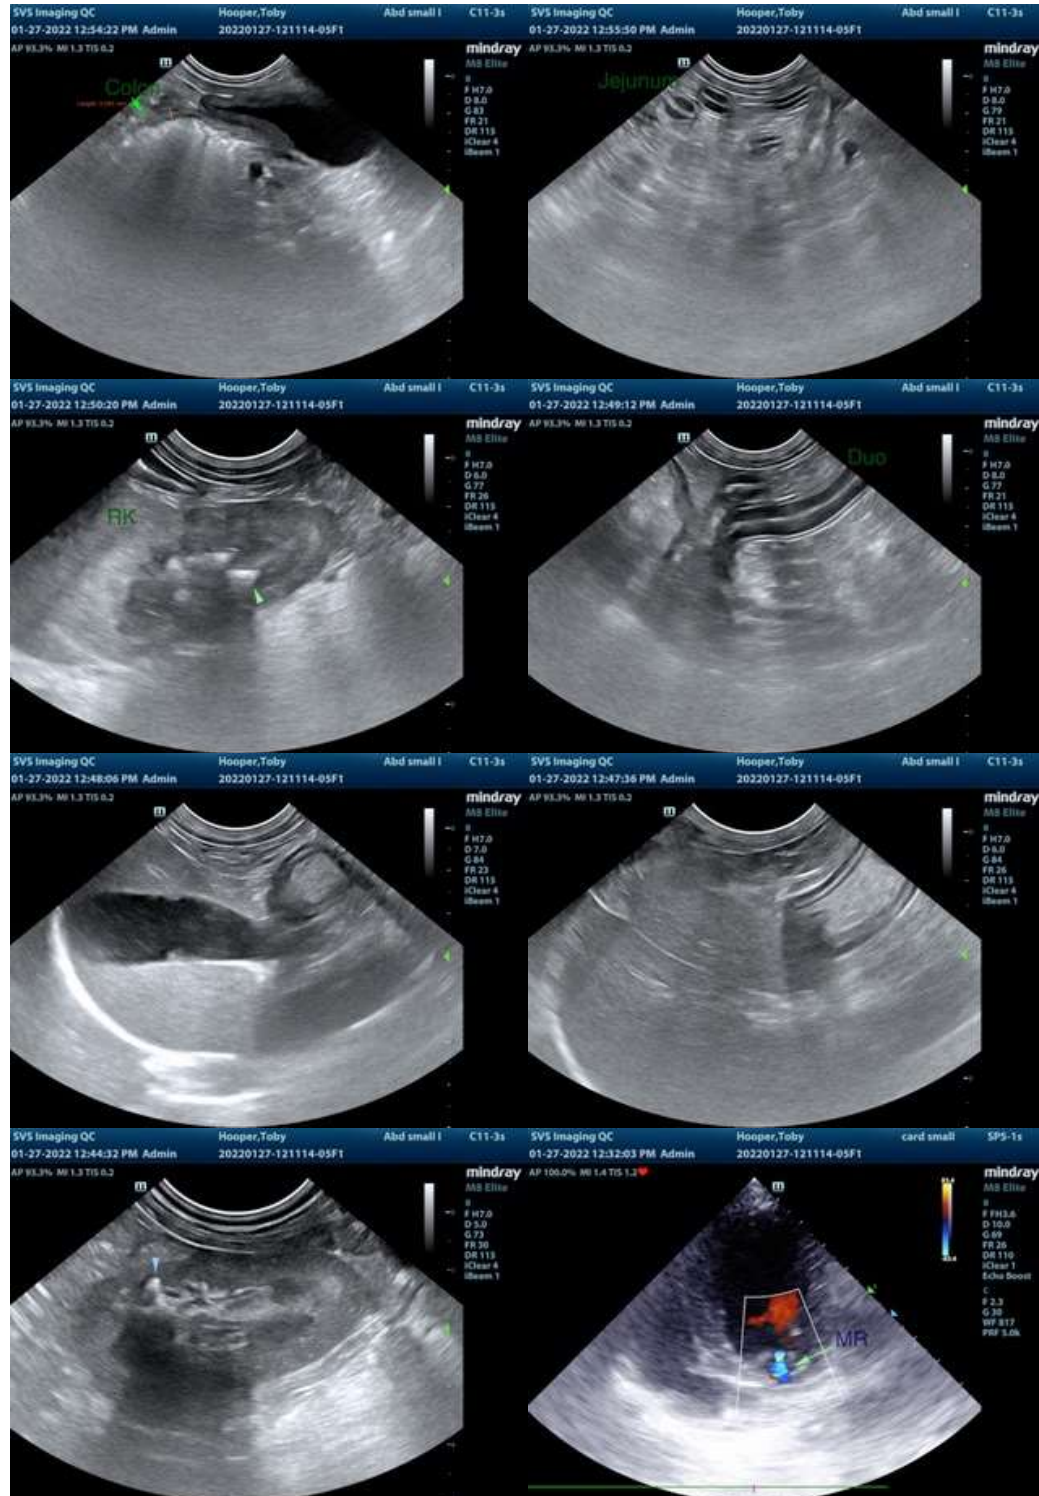 SVS Imaging QC Hooper,Toby Abd small I C11-3s
01-27-2022 12:54:22 PM Admin 20220127-121114-05F1
AP 93.3% MI 1.3 TIS 0.2
mindray
M8 Elite
B
F H7.0
D 8.0
G 83
FR 21
DR 115
iClear 4
iBeam 1
SVS Imaging QC Hooper,Toby Abd small I C11-3s
01-27-2022 12:55:50 PM Admin 20220127-121114-05F1
AP 93.3% MI 1.3 TIS 0.2
mindray
M8 Elite
Jejunum
B
F H7.0
D 8.0
G 79
FR 21
DR 115
iClear 4
iBeam 1
SVS Imaging QC Hooper,Toby Abd small I C11-3s
01-27-2022 12:50:20 PM Admin 20220127-121114-05F1
AP 93.3% MI 1.3 TIS 0.2
mindray
M8 Elite
B
F H7.0
D 6.0
G 77
FR 26
DR 115
iClear 4
iBeam 1
RK
SVS Imaging QC Hooper,Toby Abd small I C11-3s
01-27-2022 12:49:12 PM Admin 20220127-121114-05F1
AP 93.3% MI 1.3 TIS 0.2
mindray
M8 Elite
Duo
B
F H7.0
D 8.0
G 77
FR 21
DR 115
iClear 4
iBeam 1
SVS Imaging QC Hooper,Toby Abd small I C11-3s
01-27-2022 12:48:06 PM Admin 20220127-121114-05F1
AP 93.3% MI 1.3 TIS 0.2
mindray
M8 Elite
B
F H7.0
D 7.0
G 84
FR 23
DR 115
iClear 4
iBeam 1
SVS Imaging QC Hooper,Toby Abd small I C11-3s
01-27-2022 12:47:36 PM Admin 20220127-121114-05F1
AP 93.3% MI 1.3 TIS 0.2
mindray
M8 Elite
B
F H7.0
D 6.0
G 84
FR 26
DR 115
iClear 4
iBeam 1
SVS Imaging QC Hooper,Toby Abd small I C11-3s
01-27-2022 12:44:32 PM Admin 20220127-121114-05F1
AP 93.3% MI 1.3 TIS 0.2
mindray
M8 Elite
B
F H7.0
D 5.0
G 73
FR 30
DR 115
iClear 4
iBeam 1
SVS Imaging QC Hooper,Toby card small SP5-1s
01-27-2022 12:32:03 PM Admin 20220127-121114-05F1
AP 100.0% MI 1.4 TIS 1.2
mindray
M8 Elite
B
F FH3.6
D 10.0
G 69
FR 26
DR 110
iClear 1
Echo Boost
C
F 2.3
G 30
WF 817
PRF 5.0k
MR